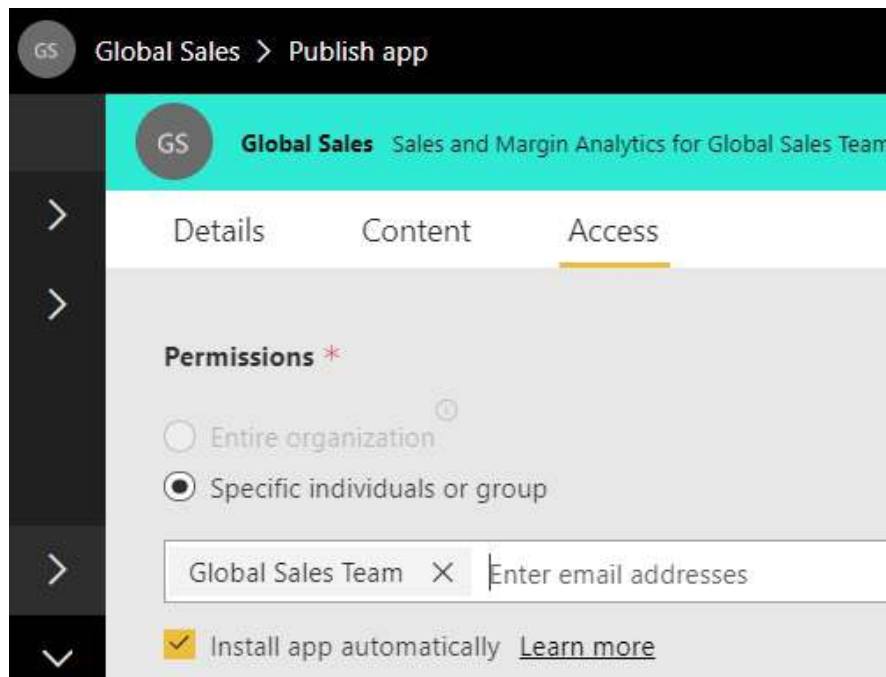 GS Global Sales > Publish app
GS Global Sales Sales and Margin Analytics for Global Sales Team
Details Content Access
Permissions *
Entire organization
Specific individuals or group
Global Sales Team Enter email addresses
Install app automatically Learn more